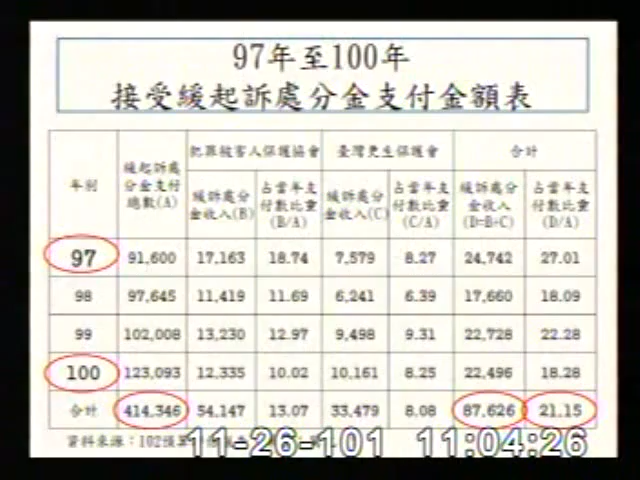 97年至100年
接受緩起訴處分金支付金額表
年別 緩起訴處分金支付總數(A) 犯罪被害人保護協會 臺灣更生保護會 合計
緩訴處分金收入(B) 占當年支付數比重(B/A) 緩訴處分金收入(C) 占當年支付數比重(C/A) 緩訴處分金收入(D=B+C) 占當年支付數比重(D/A)
97 91,600 17,163 18.74 7,579 8.27 24,742 27.01
98 97,645 11,419 11.69 6,241 6.39 17,660 18.09
99 102,008 13,230 12.97 9,498 9.31 22,728 22.28
100 123,093 12,335 10.02 10,161 8.25 22,496 18.28
合計 414,346 54,147 13.07 33,479 8.08 87,626 21.15
資料來源：102預算
11-26-101 11:04:26